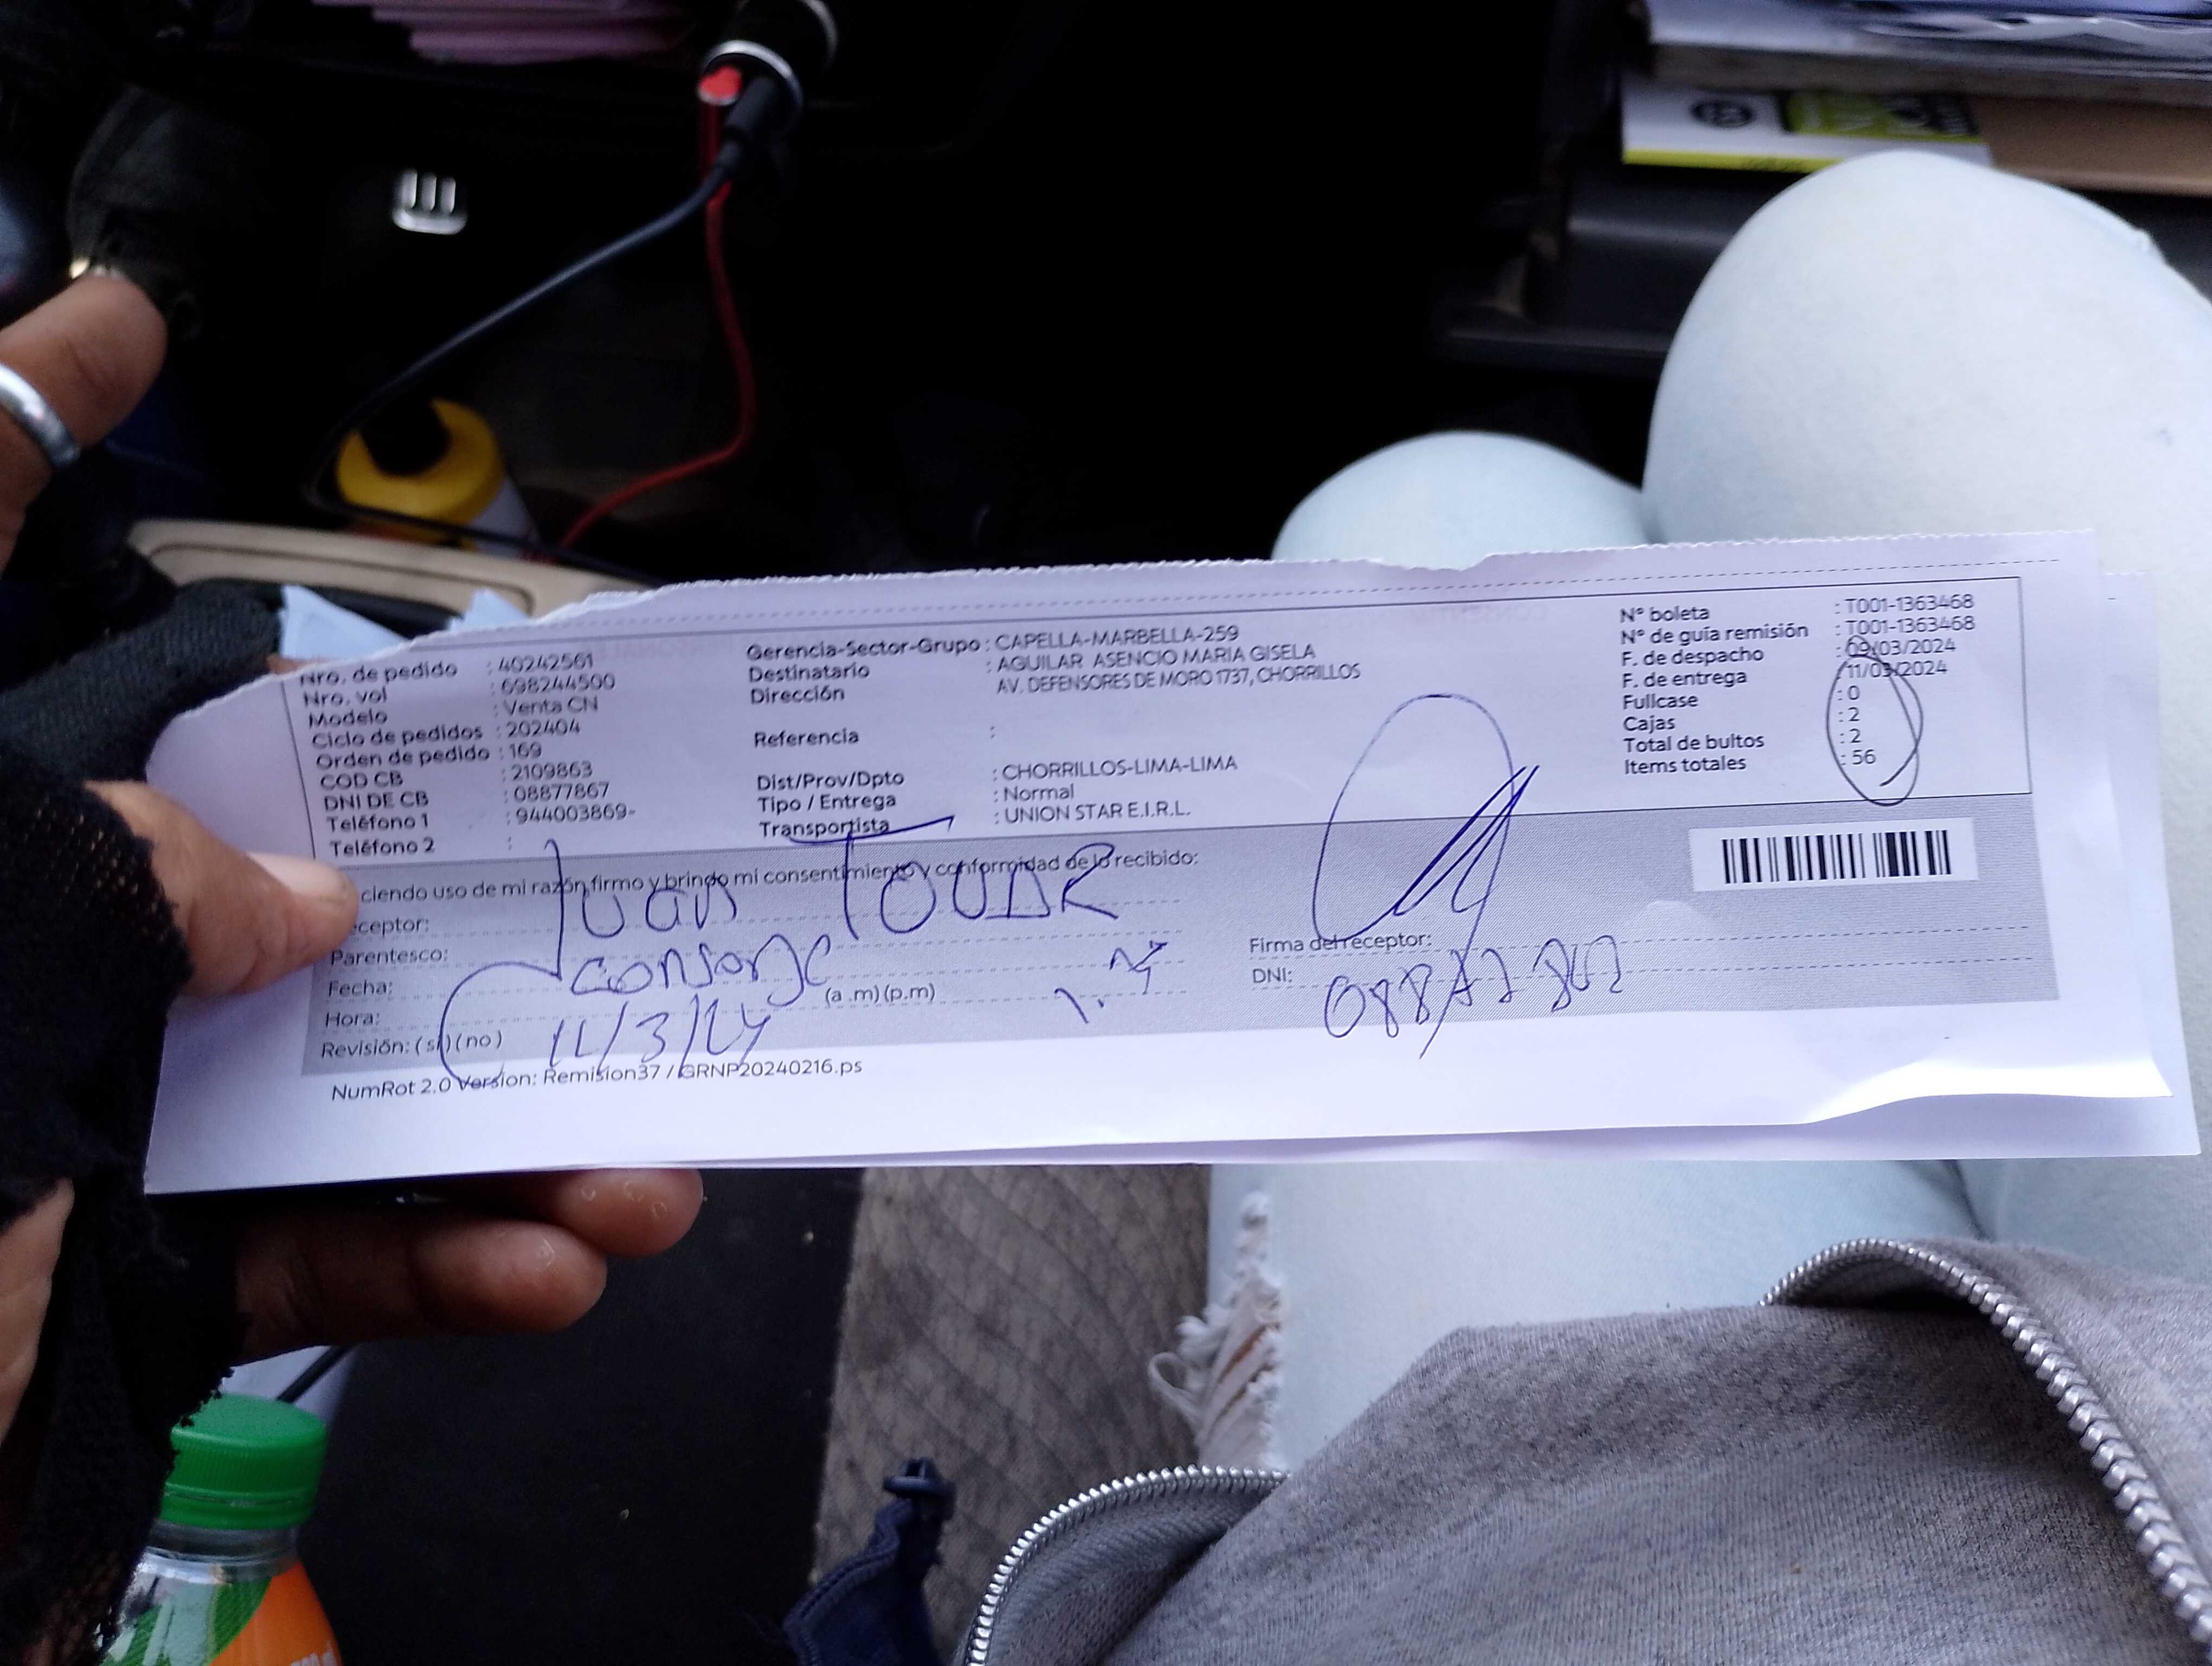 Nro. de pedido : 40242561
Nro. vol : 698244500
Modelo : Venta CN
Ciclo de pedidos : 202404
Orden de pedido : 169
COD CB : 2109863
DNI DE CB : 08877867
Teléfono 1 : 944003869-
Teléfono 2 :
Gerencia-Sector-Grupo : CAPELLA-MARBELLA-259
Destinatario : AGUILAR ASENCIO MARIA GISELA
Dirección AV. DEFENSORES DE MORO 1737, CHORRILLOS
Referencia :
Dist/Prov/Dpto : CHORRILLOS-LIMA-LIMA
Tipo / Entrega : Normal
Transportista : UNION STAR E.I.R.L.
N° boleta : T001-1363468
N° de guía remisión : T001-1363468
F. de despacho : 09/03/2024
F. de entrega : 11/03/2024
Fullcase : 0
Cajas : 2
Total de bultos : 2
Items totales : 56
ciendo uso de mi razón firmo y brindo mi consentimiento y conformidad de lo recibido:
eceptor: Juan TOVAR
Parentesco: conserje
Fecha: 11/3/24
Hora: (a .m) (p.m)
Revisión: ( si ) ( no )
Firma del receptor:
DNI:
NumRot 2.0 Version: Remision37 / GRNP20240216.ps